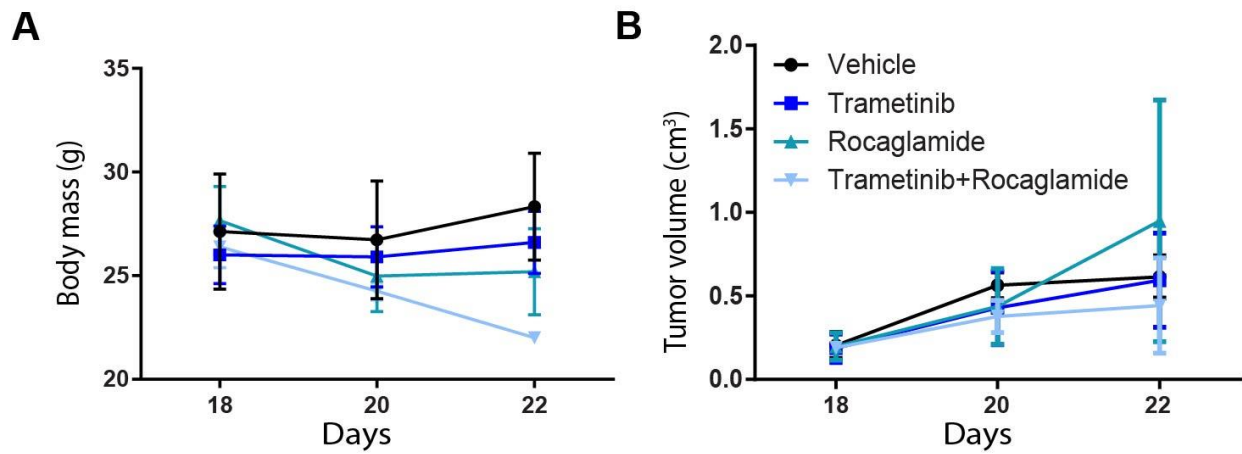 A
Body mass (g)
35
30
25
20
18
20
22
Days
B
Tumor volume (cm³)
2.0
1.5
1.0
0.5
0.0
18
20
22
Days
Vehicle
Trametinib
Rocaglamide
Trametinib+Rocaglamide